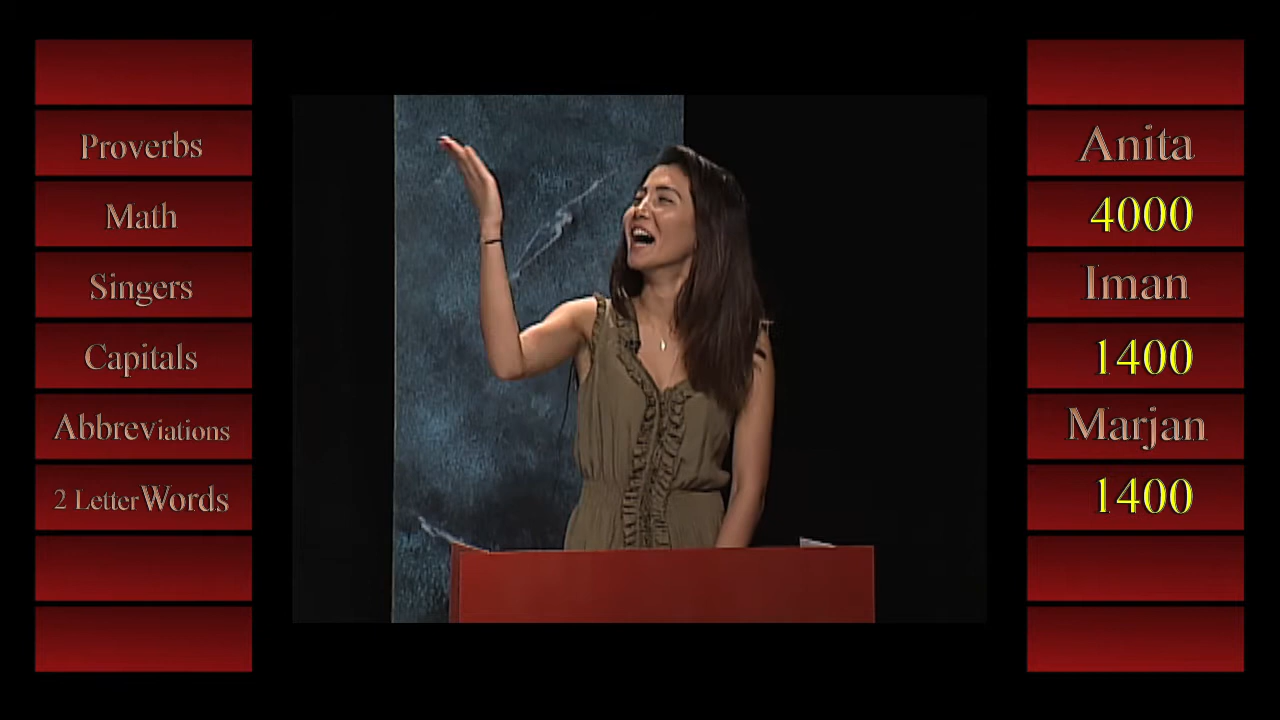 Proverbs
Math
Singers
Capitals
Abbreviations
2 Letter Words
Anita
4000
Iman
1400
Marjan
1400